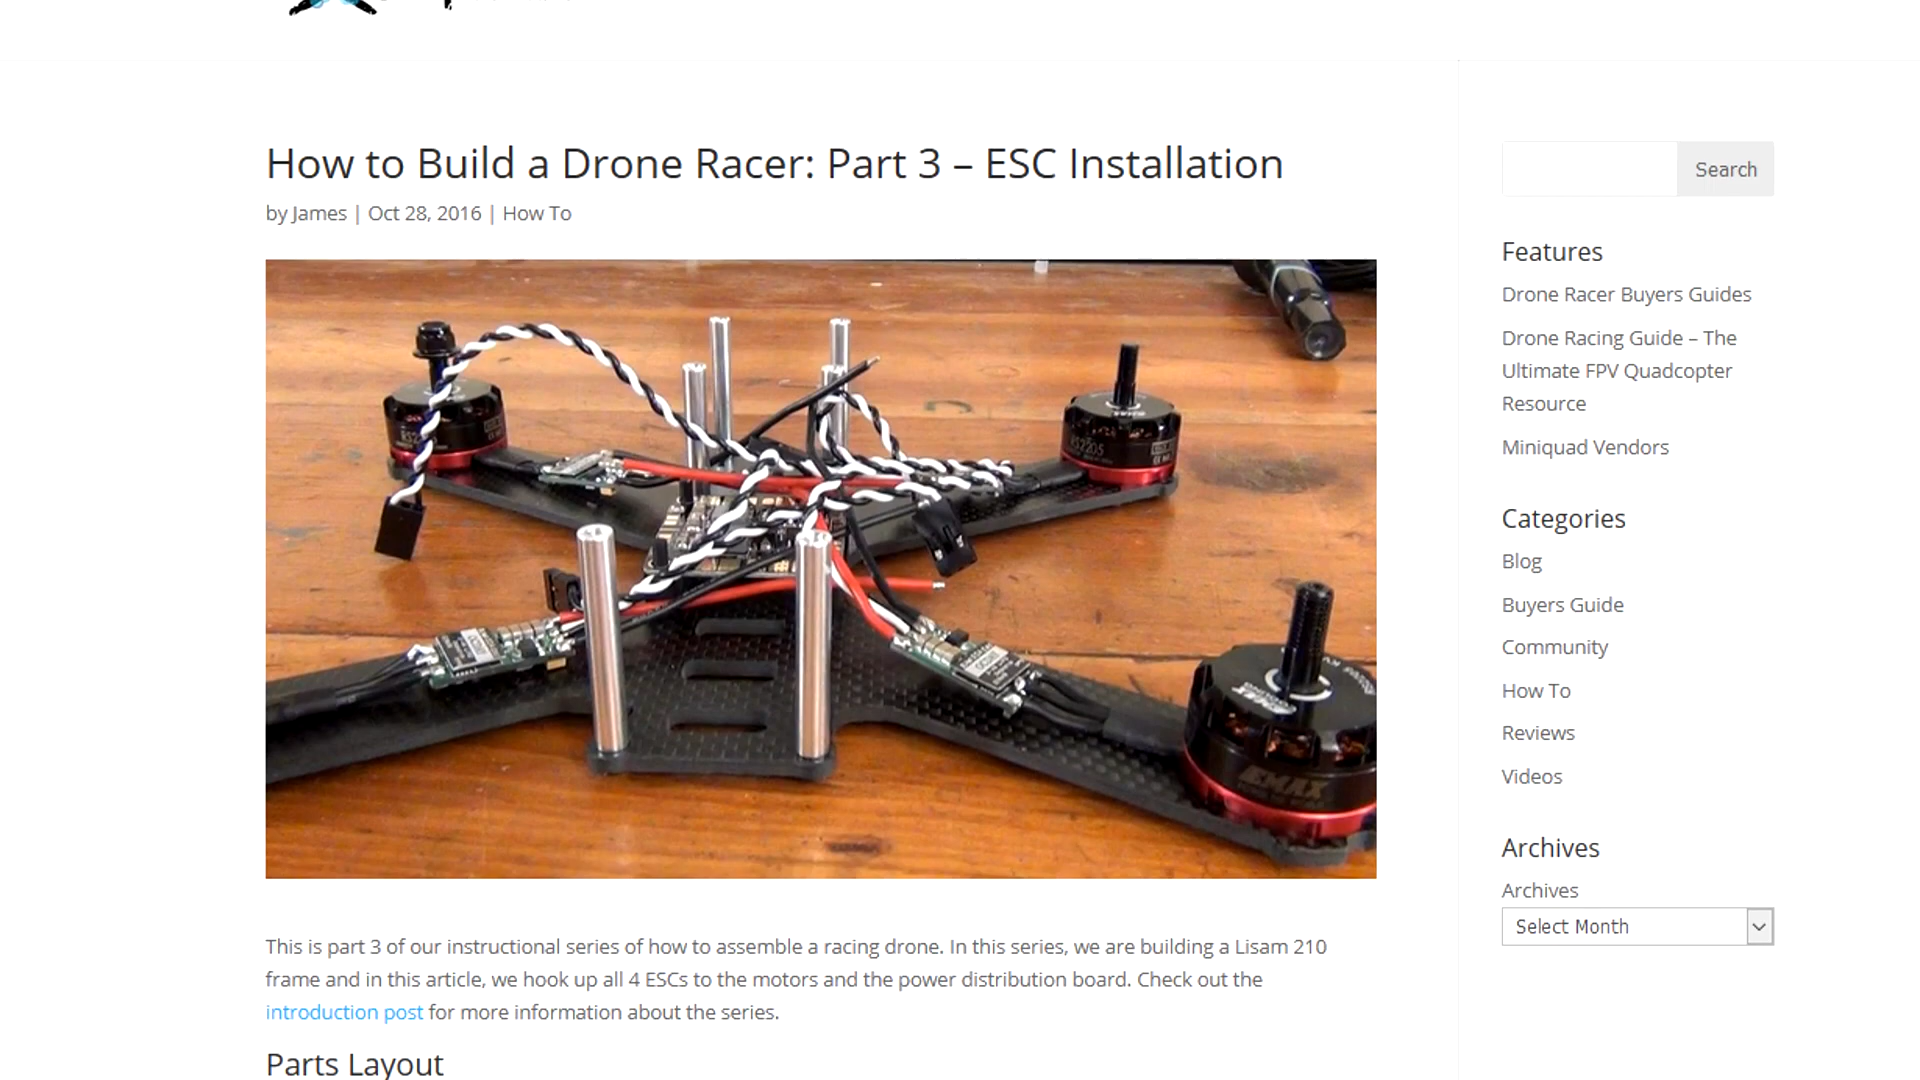 How to Build a Drone Racer: Part 3 – ESC Installation
by James | Oct 28, 2016 | How To
RS2205
EMAX
This is part 3 of our instructional series of how to assemble a racing drone. In this series, we are building a Lisam 210
frame and in this article, we hook up all 4 ESCs to the motors and the power distribution board. Check out the
introduction post for more information about the series.
Parts Layout
Search
Features
Drone Racer Buyers Guides
Drone Racing Guide – The
Ultimate FPV Quadcopter
Resource
Miniquad Vendors
Categories
Blog
Buyers Guide
Community
How To
Reviews
Videos
Archives
Archives
Select Month